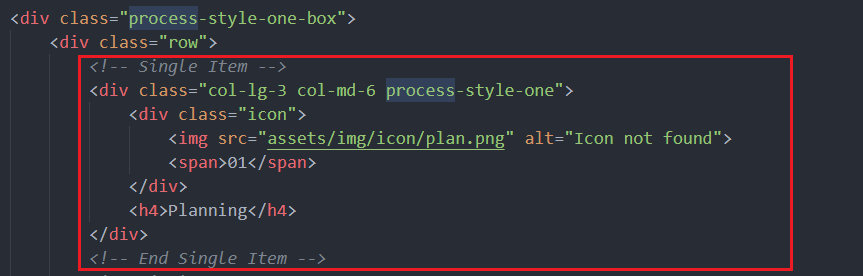 <div class="process-style-one-box">
<div class="row">
<!-- Single Item -->
<div class="col-lg-3 col-md-6 process-style-one">
<div class="icon">
<img src="assets/img/icon/plan.png" alt="Icon not found">
<span>01</span>
</div>
<h4>Planning</h4>
</div>
<!-- End Single Item -->